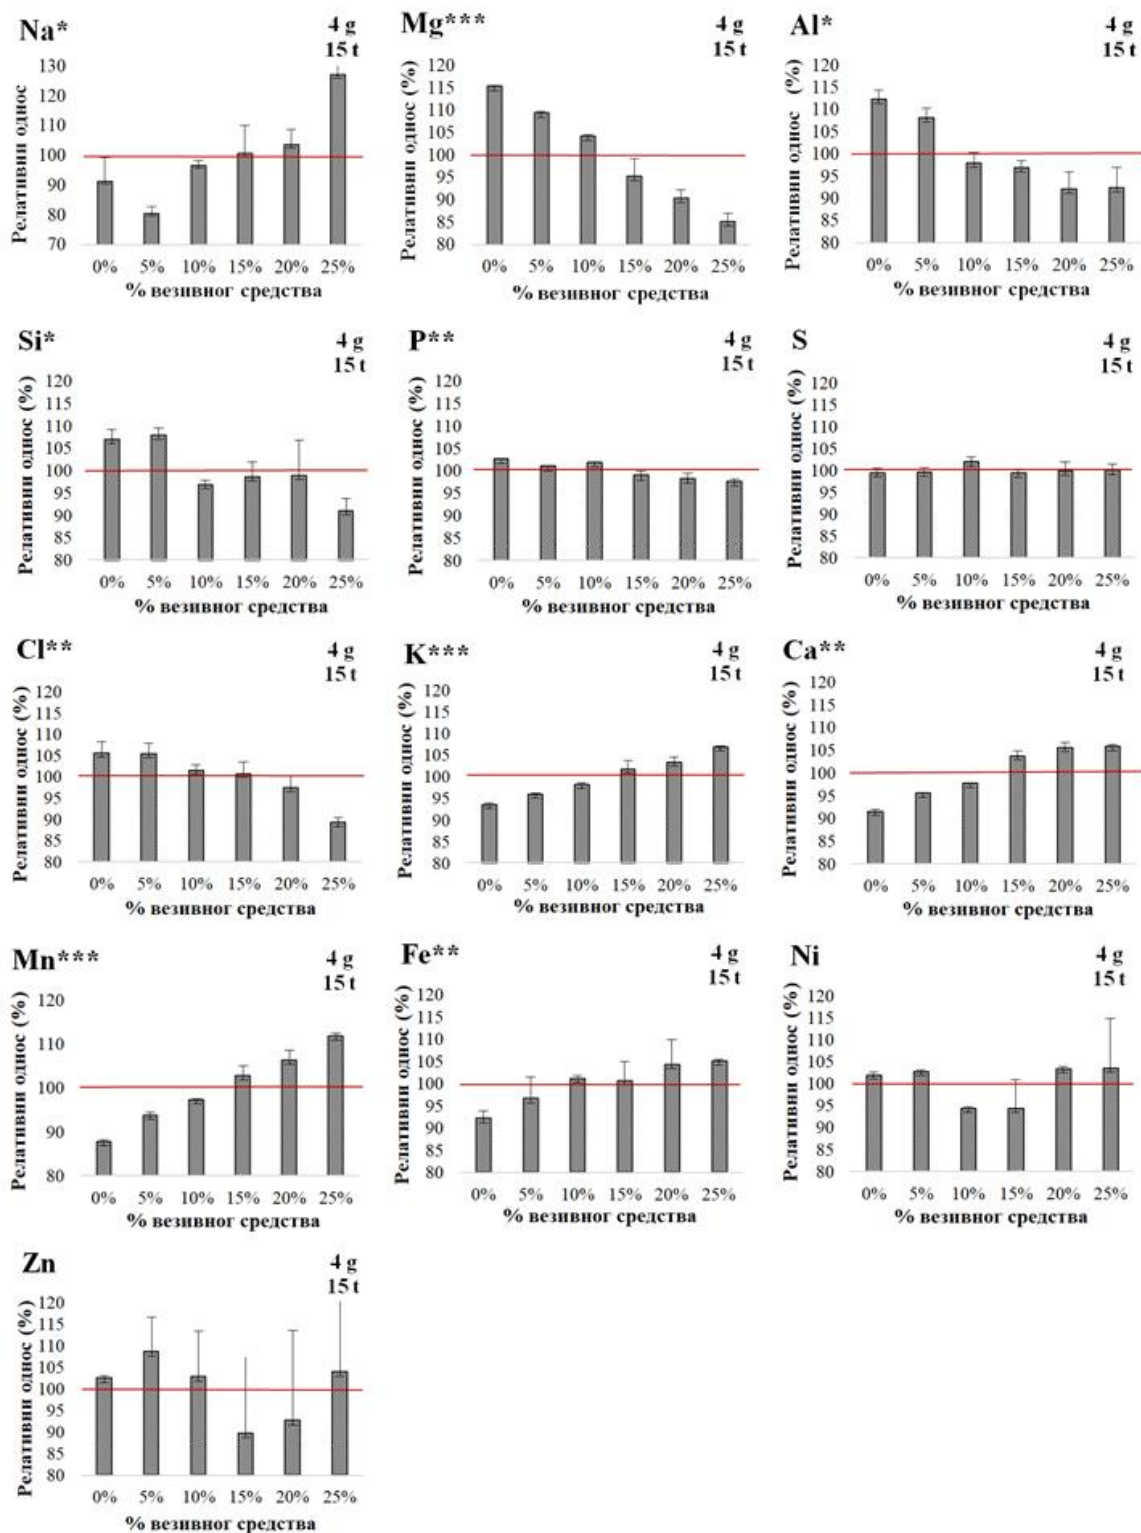 Na*
4 g
15 t
Релативни однос
130
120
110
100
90
80
70
0% 5% 10% 15% 20% 25%
% везивног средства
Mg***
4 g
15 t
Релативни однос (%)
120
115
110
105
100
95
90
85
80
0% 5% 10% 15% 20% 25%
% везивног средства
Al*
4 g
15 t
Релативни однос (%)
120
115
110
105
100
95
90
85
80
0% 5% 10% 15% 20% 25%
% везивног средства
Si*
4 g
15 t
Релативни однос (%)
120
115
110
105
100
95
90
85
80
0% 5% 10% 15% 20% 25%
% везивног средства
P**
4 g
15 t
Релативни однос (%)
120
115
110
105
100
95
90
85
80
0% 5% 10% 15% 20% 25%
% везивног средства
S
4 g
15 t
Релативни однос (%)
120
115
110
105
100
95
90
85
80
0% 5% 10% 15% 20% 25%
% везивног средства
Cl**
4 g
15 t
Релативни однос (%)
120
115
110
105
100
95
90
85
80
0% 5% 10% 15% 20% 25%
% везивног средства
K***
4 g
15 t
Релативни однос (%)
120
115
110
105
100
95
90
85
80
0% 5% 10% 15% 20% 25%
% везивног средства
Ca**
4 g
15 t
Релативни однос (%)
120
115
110
105
100
95
90
85
80
0% 5% 10% 15% 20% 25%
% везивног средства
Mn***
4 g
15 t
Релативни однос (%)
120
110
100
90
80
0% 5% 10% 15% 20% 25%
% везивног средства
Fe**
4 g
15 t
Релативни однос (%)
120
115
110
105
100
95
90
85
80
0% 5% 10% 15% 20% 25%
% везивног средства
Ni
4 g
15 t
Релативни однос (%)
120
115
110
105
100
95
90
85
80
0% 5% 10% 15% 20% 25%
% везивног средства
Zn
4 g
15 t
Релативни однос (%)
120
115
110
105
100
95
90
85
80
0% 5% 10% 15% 20% 25%
% везивног средства